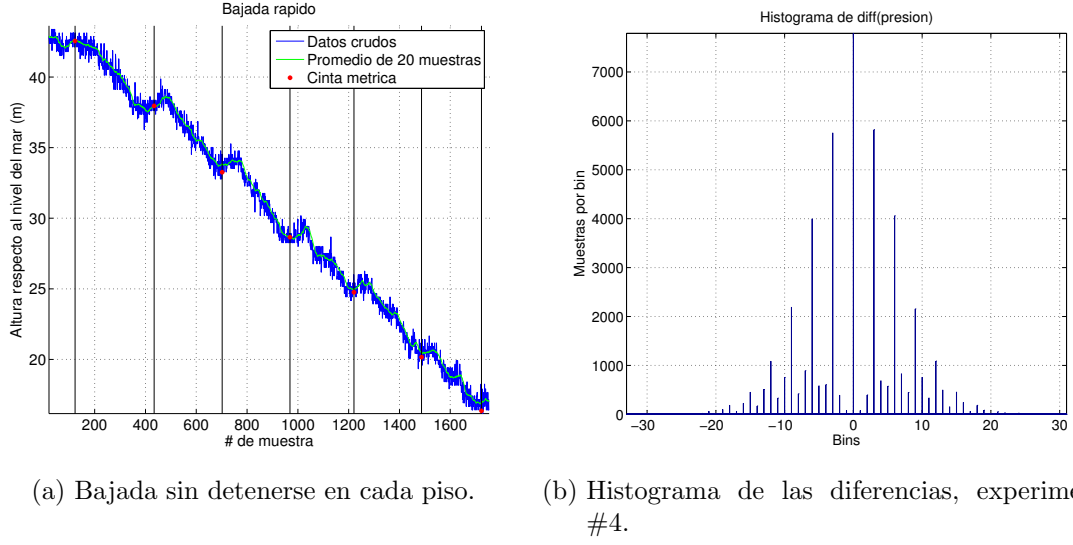 Bajada rapido
Datos crudos
Promedio de 20 muestras
Cinta metrica
Altura respedo al nivel del mar (m)
40
35
30
25
20
200 400 600 800 1000 1200 1400 1600
# de muestra
(a) Bajada sin detenerse en cada piso.
Histograma de diff(presion)
Muestras por bin
7000
6000
5000
4000
3000
2000
1000
0
−30 −20 −10 0 10 20 30
Bins
(b) Histograma de las diferencias, experime
#4.